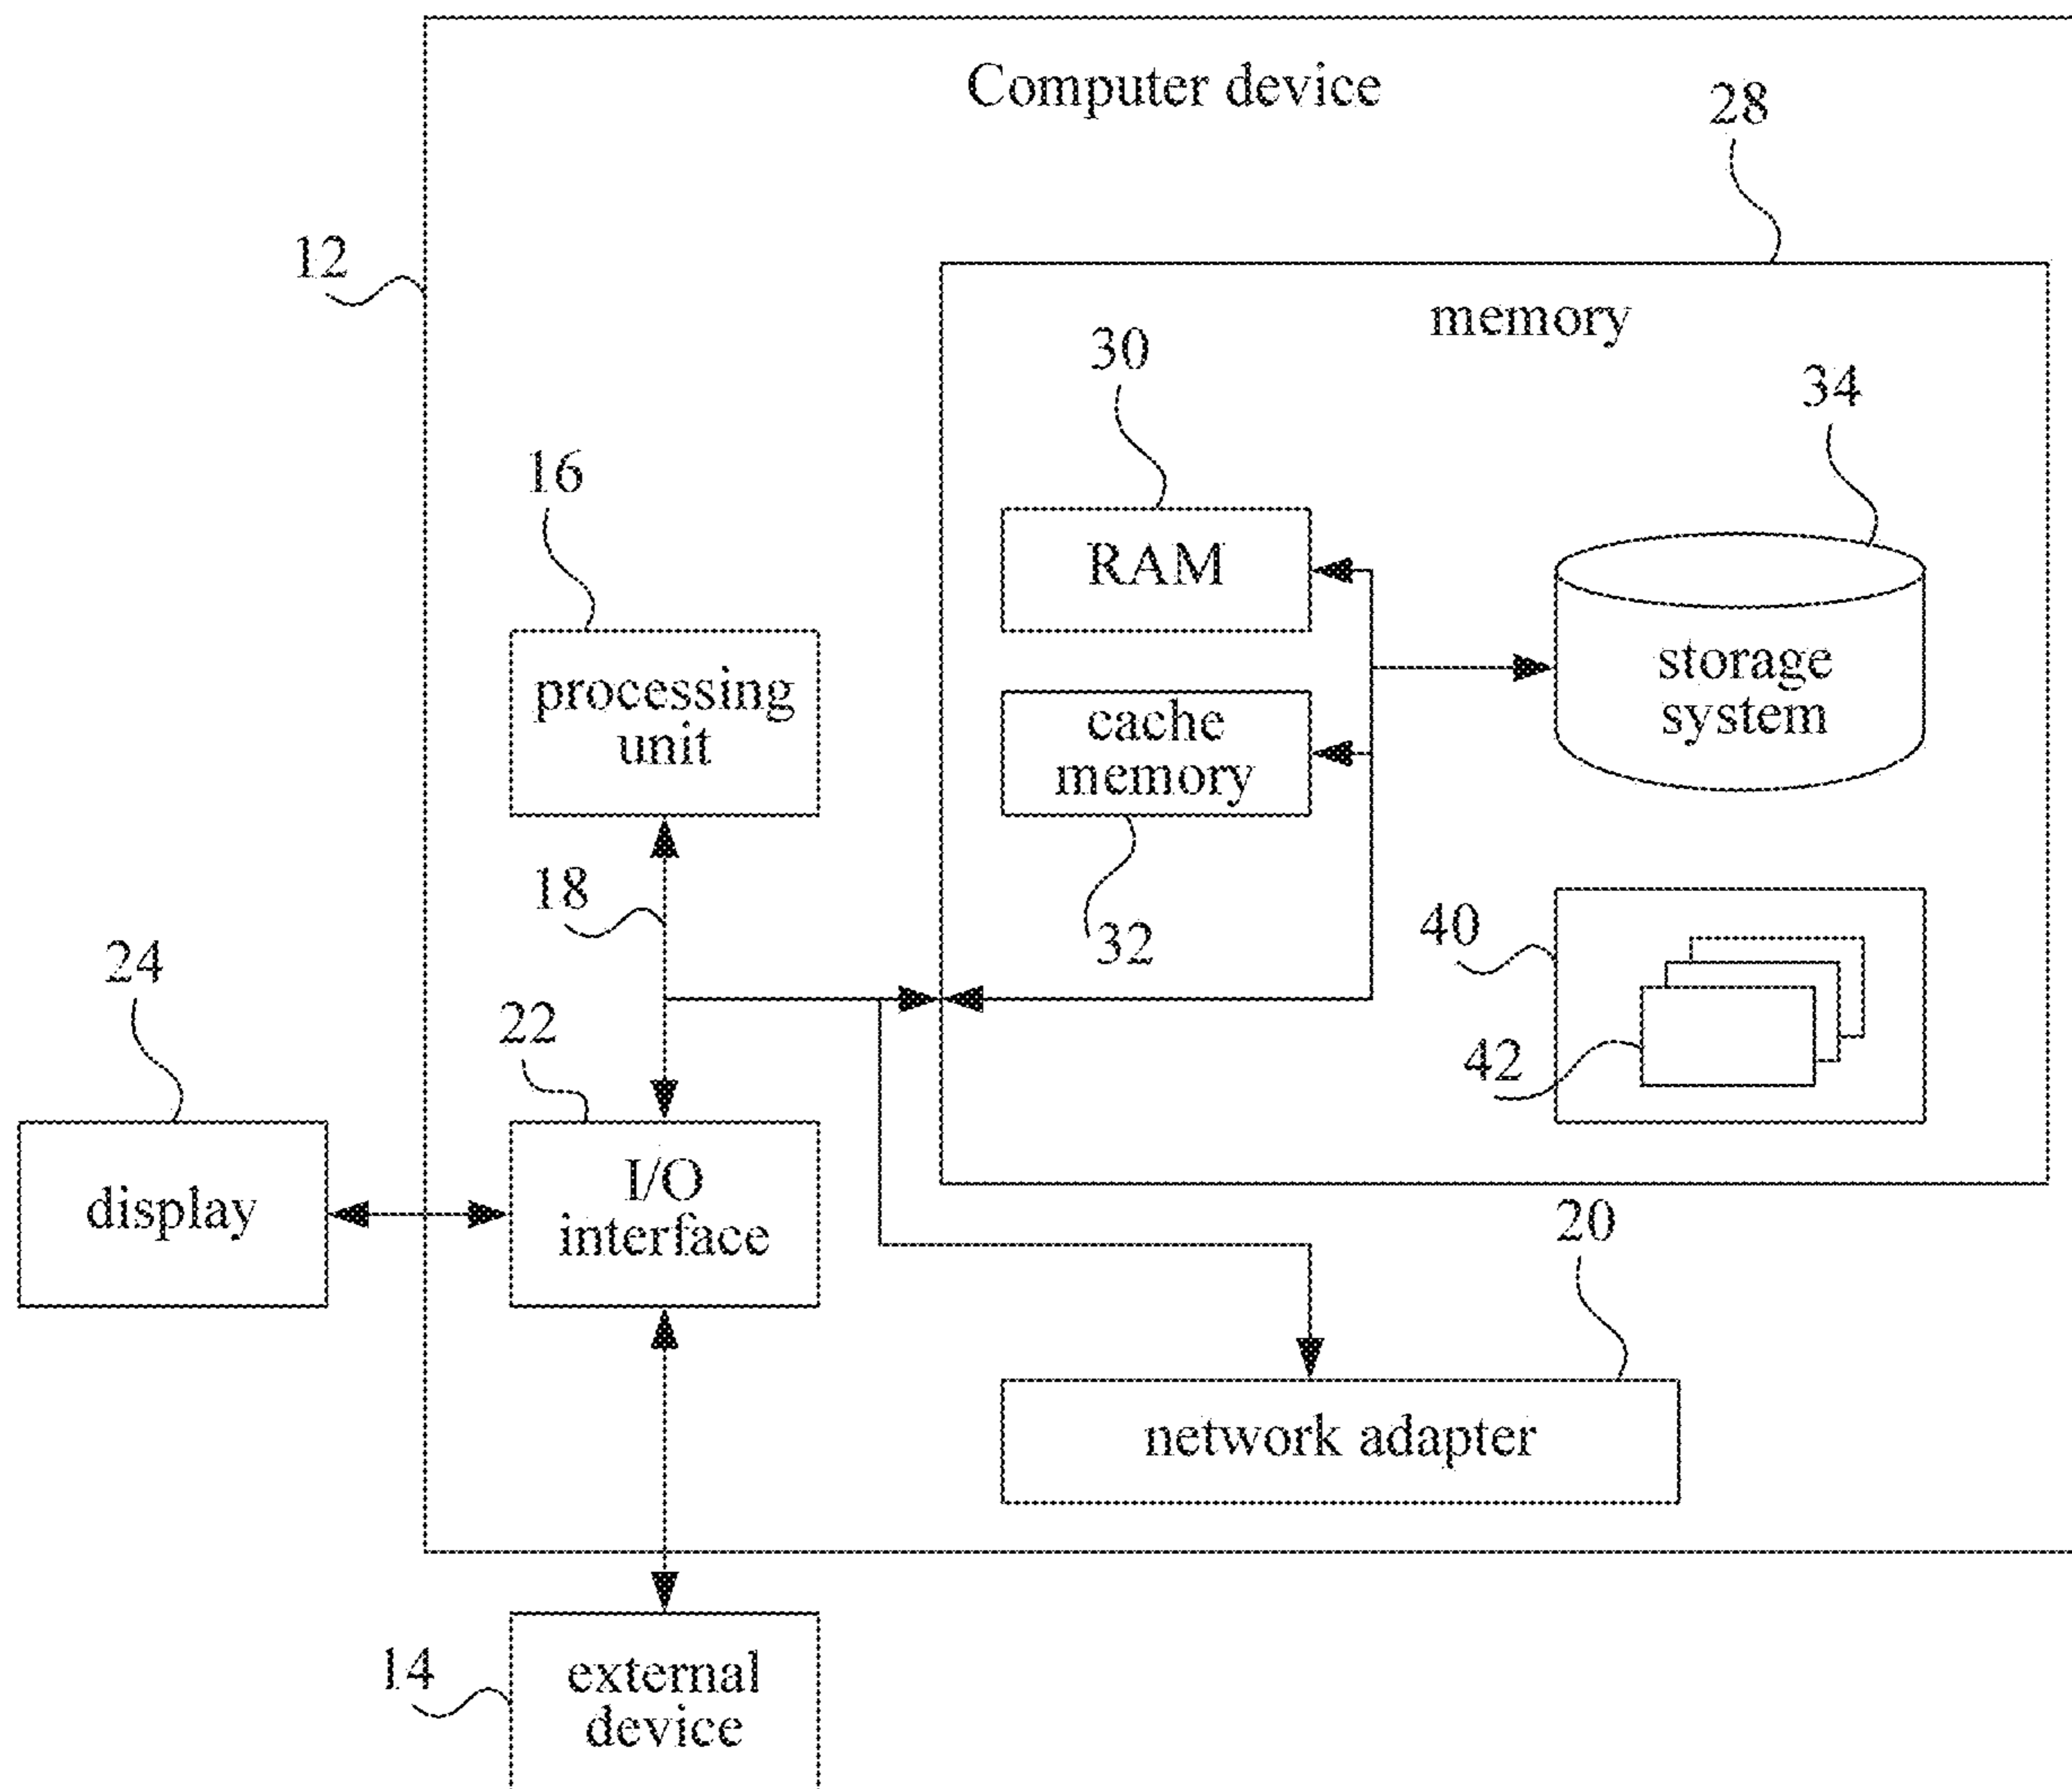 Computer device
28
12
memory
30
34
16
RAM
storage
system
processing
unit
cache
memory
18
32
40
24
22
42
display
I/O
interface
20
network adapter
14
external
device